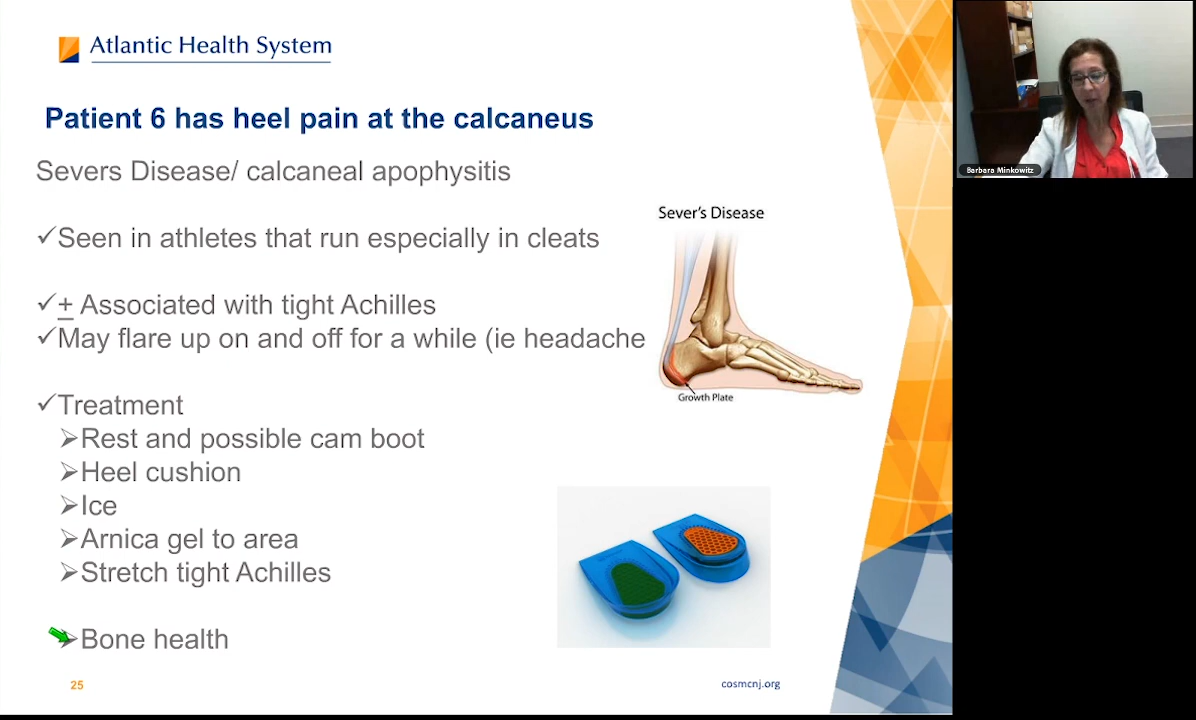 Atlantic Health System
Patient 6 has heel pain at the calcaneus
Severs Disease/ calcaneal apophysitis
✓Seen in athletes that run especially in cleats
✓+ Associated with tight Achilles
✓May flare up on and off for a while (ie headache
✓Treatment
➢Rest and possible cam boot
➢Heel cushion
➢Ice
➢Arnica gel to area
➢Stretch tight Achilles
➢Bone health
Sever's Disease
Growth Plate
25
cosmcnj.org
Barbara Minkowitz